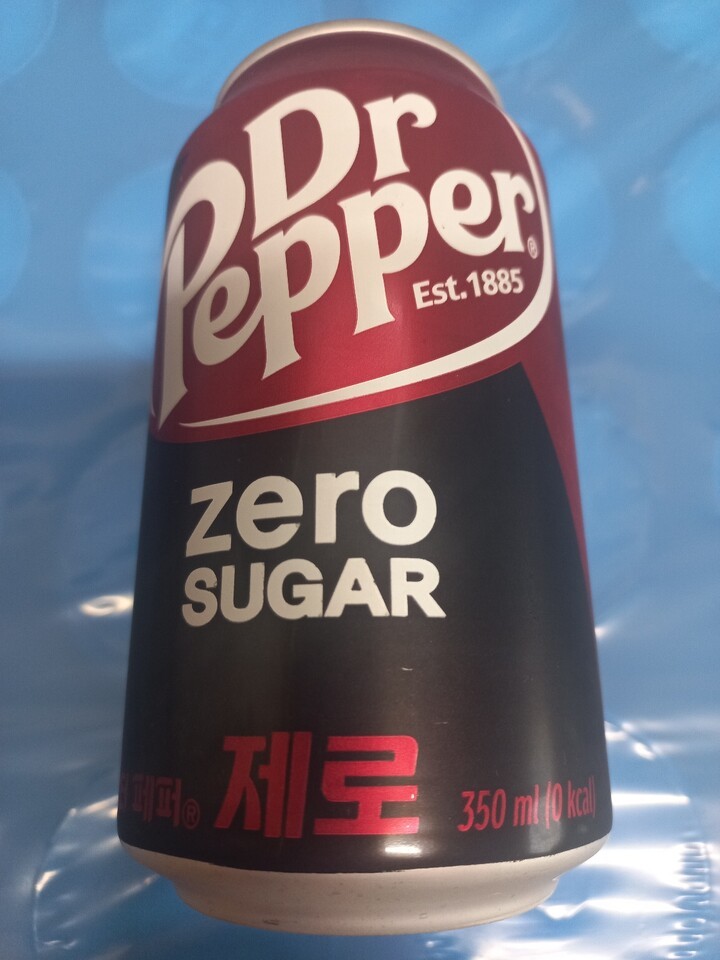 Dr
Pepper®
Est.1885
zero
SUGAR
페퍼® 제로 350 ml (0 kcal)